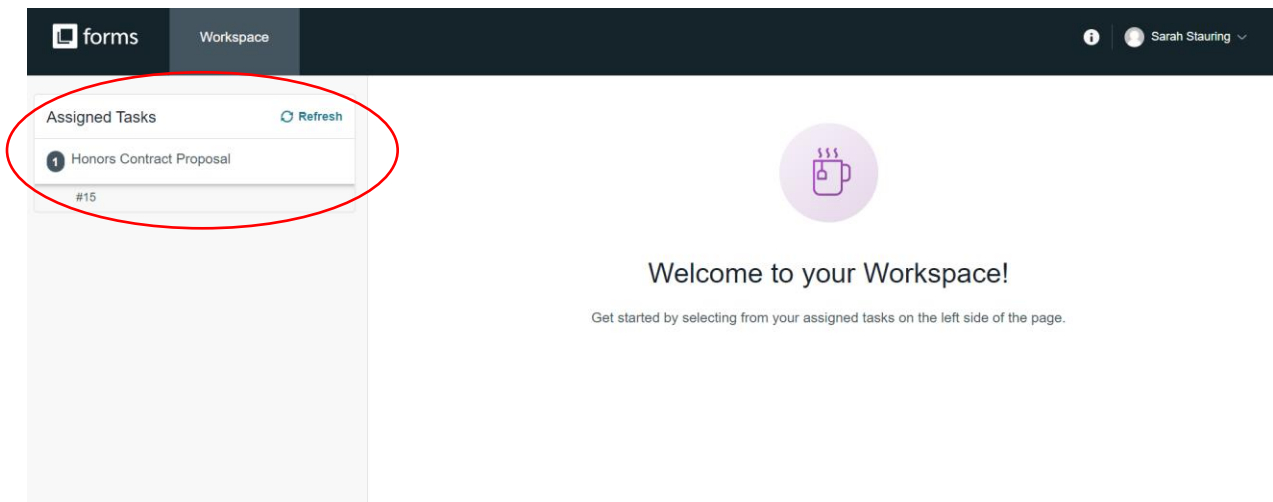 forms Workspace Sarah Stauring
Assigned Tasks Refresh
1 Honors Contract Proposal
#15
Welcome to your Workspace!
Get started by selecting from your assigned tasks on the left side of the page.